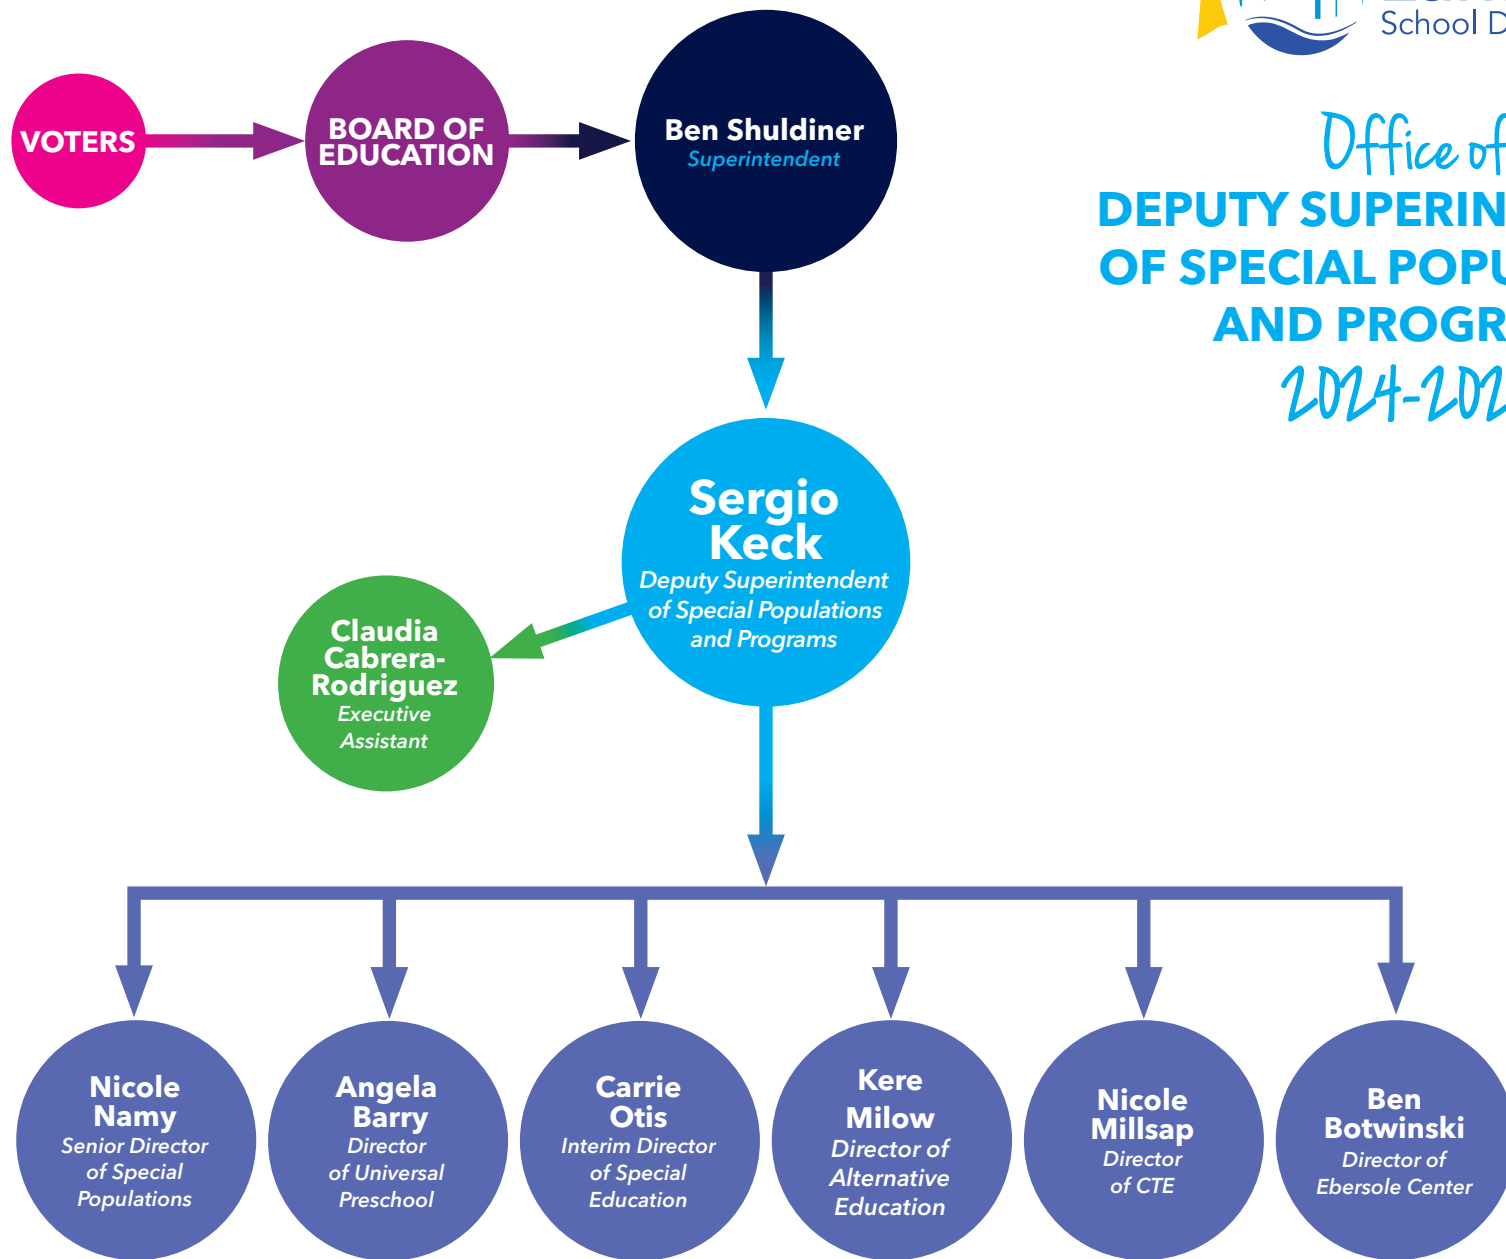 School D
Office of
DEPUTY SUPERIN
OF SPECIAL POPU
AND PROGR
2024-202
VOTERS
BOARD OF
EDUCATION
Ben Shuldiner
Superintendent
Sergio
Keck
Deputy Superintendent
of Special Populations
and Programs
Claudia
Cabrera-
Rodriguez
Executive
Assistant
Nicole
Namy
Senior Director
of Special
Populations
Angela
Barry
Director
of Universal
Preschool
Carrie
Otis
Interim Director
of Special
Education
Kere
Milow
Director of
Alternative
Education
Nicole
Millsap
Director
of CTE
Ben
Botwinski
Director of
Ebersole Center